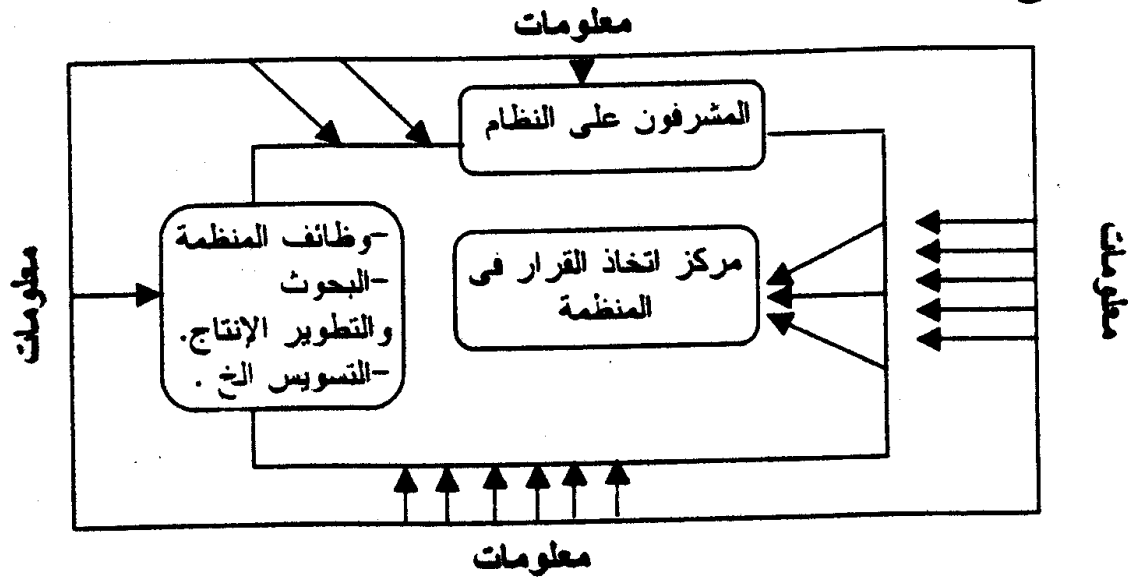 معلومات
المشرفون على النظام
-وظائف المنظمة
-البحوث
والتطوير الإنتاج.
-التسويس الخ .
مركز اتخاذ القرار فى
المنظمة
معلومات
معلومات
معلومات